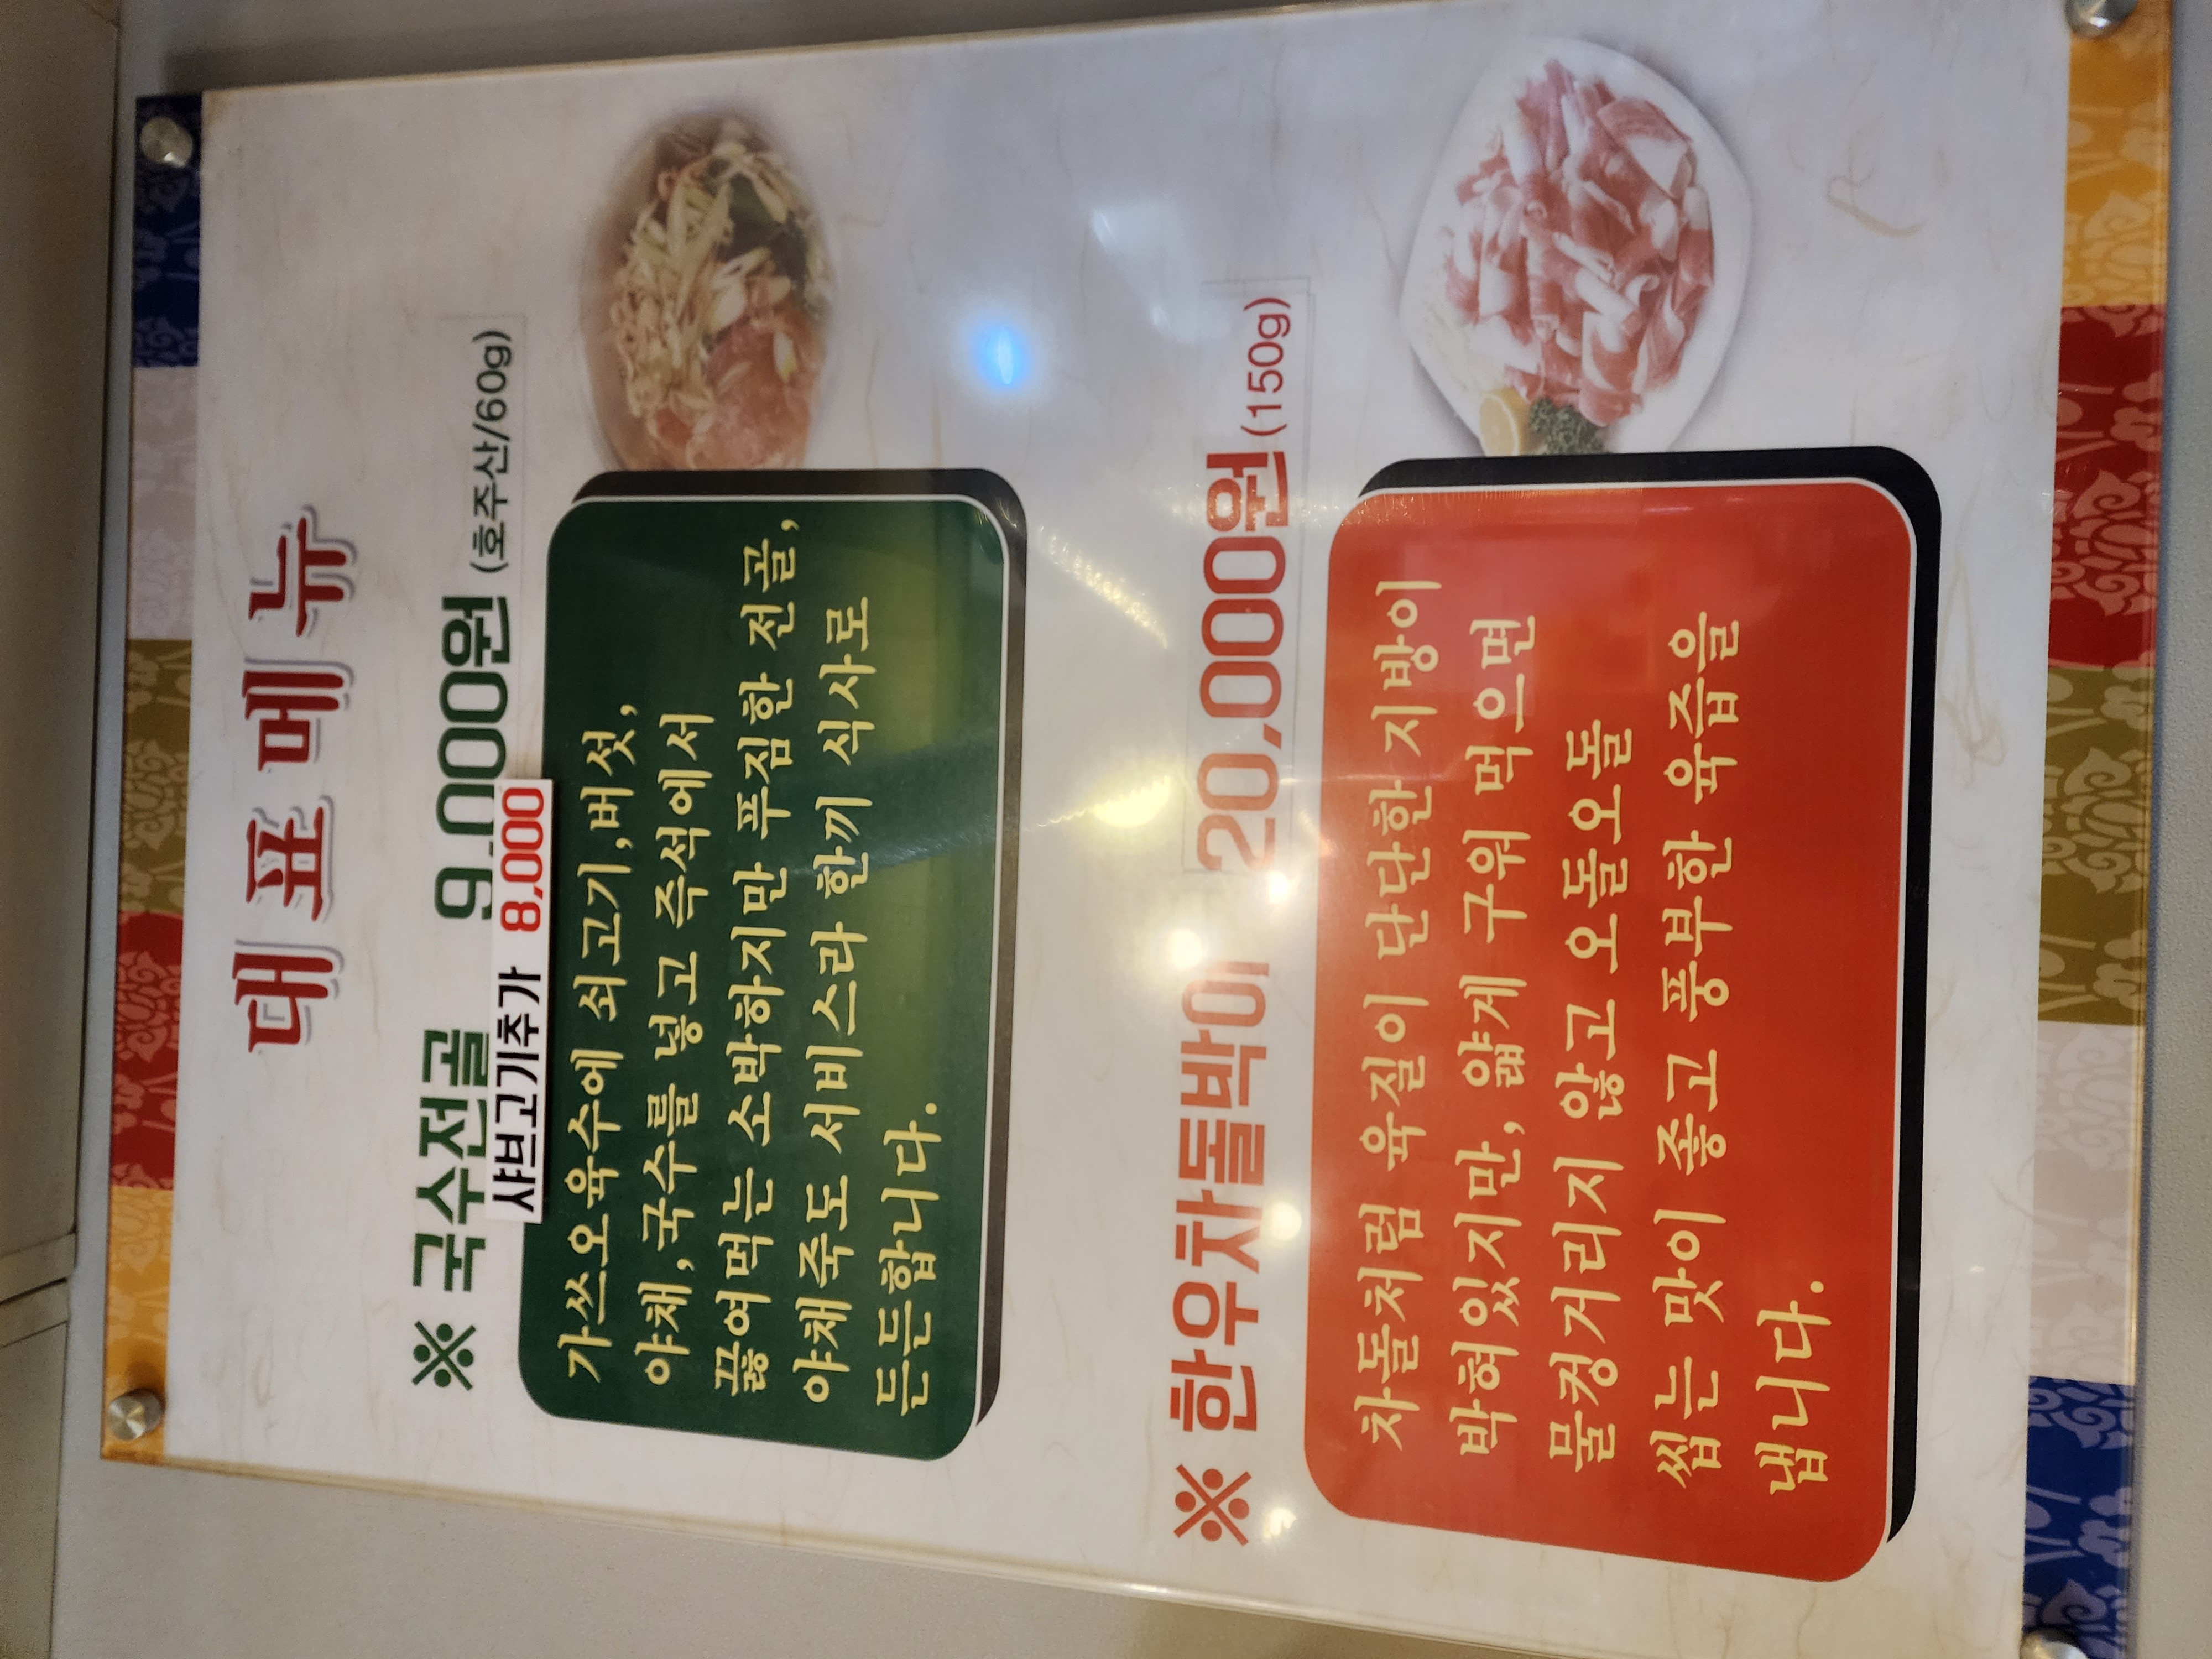 대표메뉴
※ 국수전골 9,000원 (호주산/60g)
샤브고기추가 8,000
가쓰오육수에 쇠고기,버섯,
야채,국수를 넣고 즉석에서
끓여먹는 소박하지만 푸짐한 전골,
야채죽도 서비스라 한끼 식사로
든든합니다.
※ 한우차돌박이 20,000원 (150g)
차돌처럼 육질이 단단한 지방이
박혀있지만, 얇게 구워 먹으면
물컹거리지 않고 오돌오돌
씹는 맛이 좋고 풍부한 육즙을
냅니다.